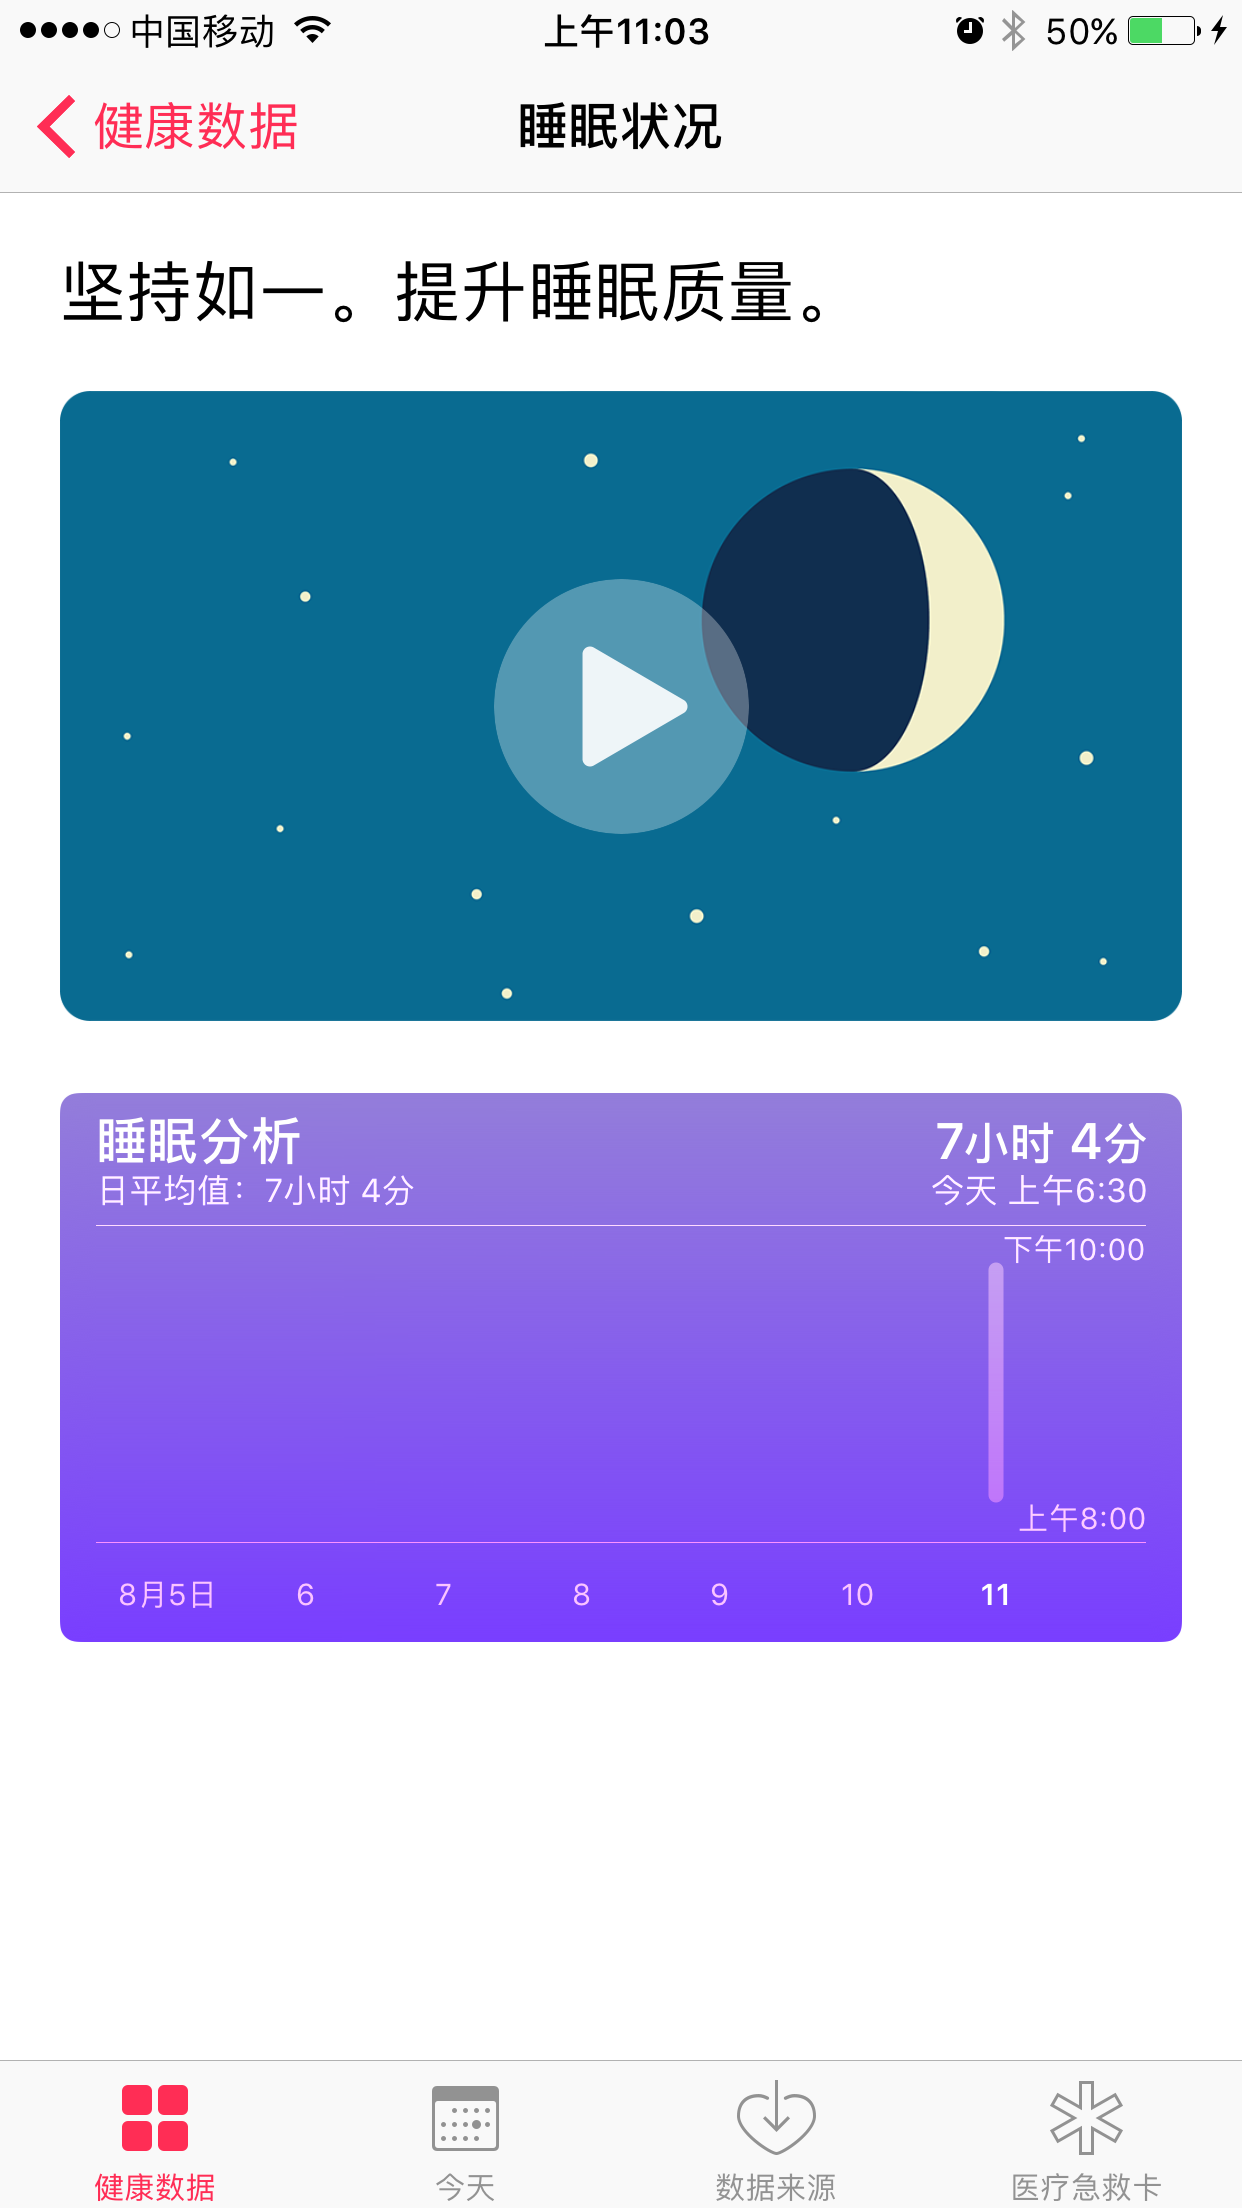 中国移动 上午11:03 50%
健康数据 睡眠状况
坚持如一。提升睡眠质量。
睡眠分析 7小时 4分
日平均值：7小时 4分 今天 上午6:30
下午10:00
上午8:00
8月5日 6 7 8 9 10 11
健康数据 今天 数据来源 医疗急救卡